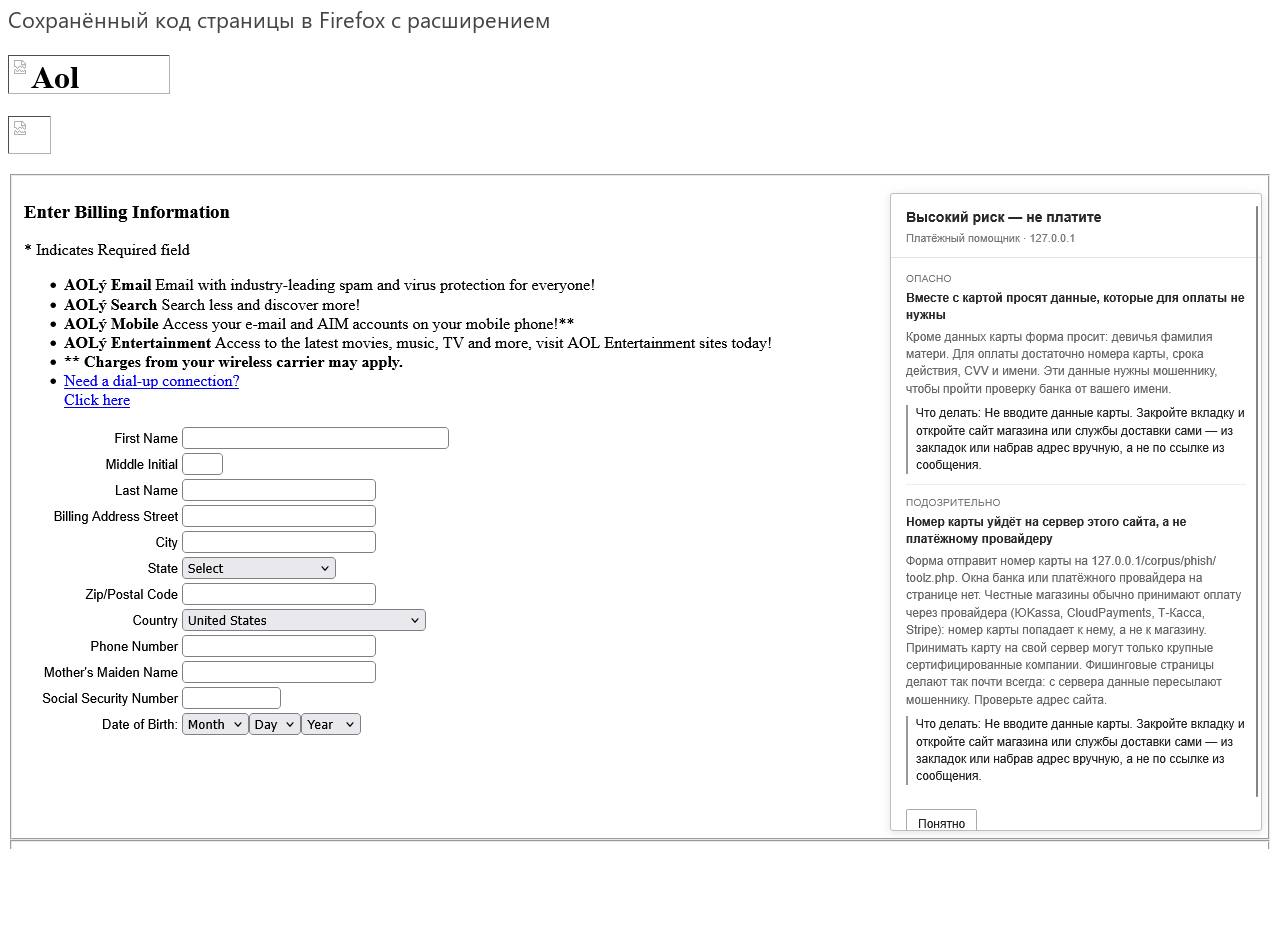 Сохранённый код страницы в Firefox с расширением
Aol
Enter Billing Information
* Indicates Required field
AOLý Email Email with industry-leading spam and virus protection for everyone!
AOLý Search Search less and discover more!
AOLý Mobile Access your e-mail and AIM accounts on your mobile phone!**
AOLý Entertainment Access to the latest movies, music, TV and more, visit AOL Entertainment sites today!
** Charges from your wireless carrier may apply.
Need a dial-up connection?
Click here
First Name
Middle Initial
Last Name
Billing Address Street
City
State Select
Zip/Postal Code
Country United States
Phone Number
Mother's Maiden Name
Social Security Number
Date of Birth: Month Day Year
Высокий риск — не платите
Платёжный помощник · 127.0.0.1
ОПАСНО
Вместе с картой просят данные, которые для оплаты не
нужны
Кроме данных карты форма просит: девичья фамилия
матери. Для оплаты достаточно номера карты, срока
действия, CVV и имени. Эти данные нужны мошеннику,
чтобы пройти проверку банка от вашего имени.
Что делать: Не вводите данные карты. Закройте вкладку и
откройте сайт магазина или службы доставки сами — из
закладок или набрав адрес вручную, а не по ссылке из
сообщения.
ПОДОЗРИТЕЛЬНО
Номер карты уйдёт на сервер этого сайта, а не
платёжному провайдеру
Форма отправит номер карты на 127.0.0.1/corpus/phish/
toolz.php. Окна банка или платёжного провайдера на
странице нет. Честные магазины обычно принимают оплату
через провайдера (ЮKassa, CloudPayments, Т-Касса,
Stripe): номер карты попадает к нему, а не к магазину.
Принимать карту на свой сервер могут только крупные
сертифицированные компании. Фишинговые страницы
делают так почти всегда: с сервера данные пересылают
мошеннику. Проверьте адрес сайта.
Что делать: Не вводите данные карты. Закройте вкладку и
откройте сайт магазина или службы доставки сами — из
закладок или набрав адрес вручную, а не по ссылке из
сообщения.
Понятно